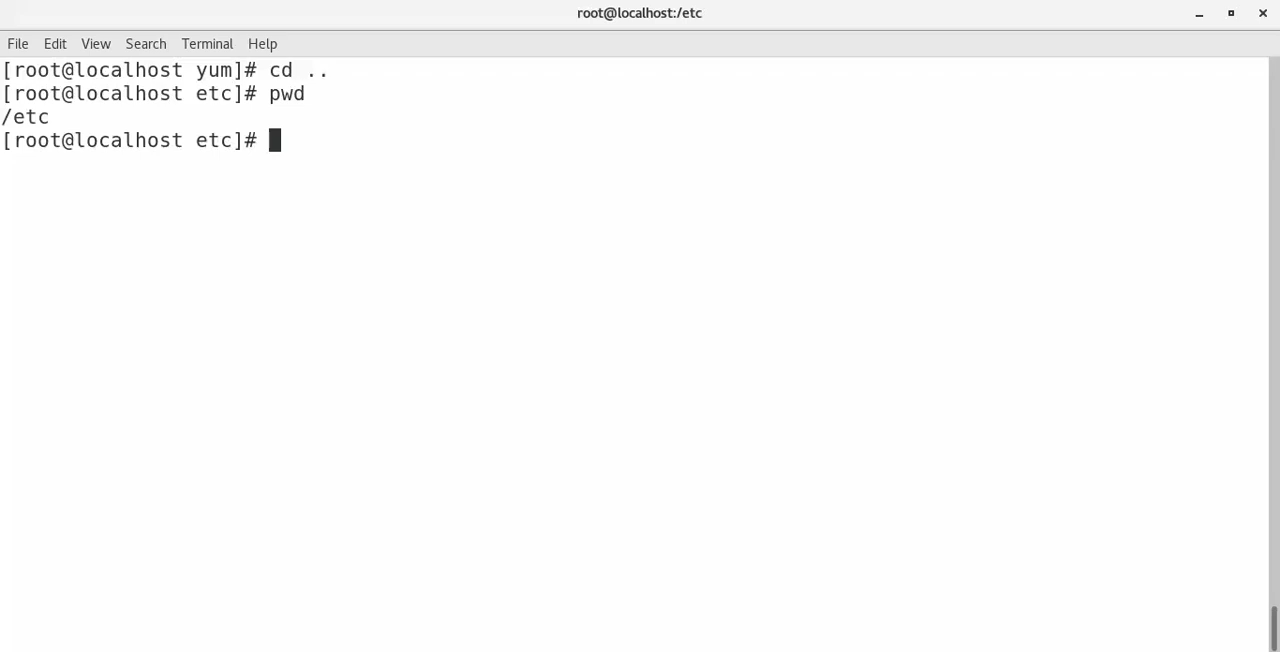 root@localhost:/etc
File Edit View Search Terminal Help
[root@localhost yum]# cd ..
[root@localhost etc]# pwd
/etc
[root@localhost etc]#